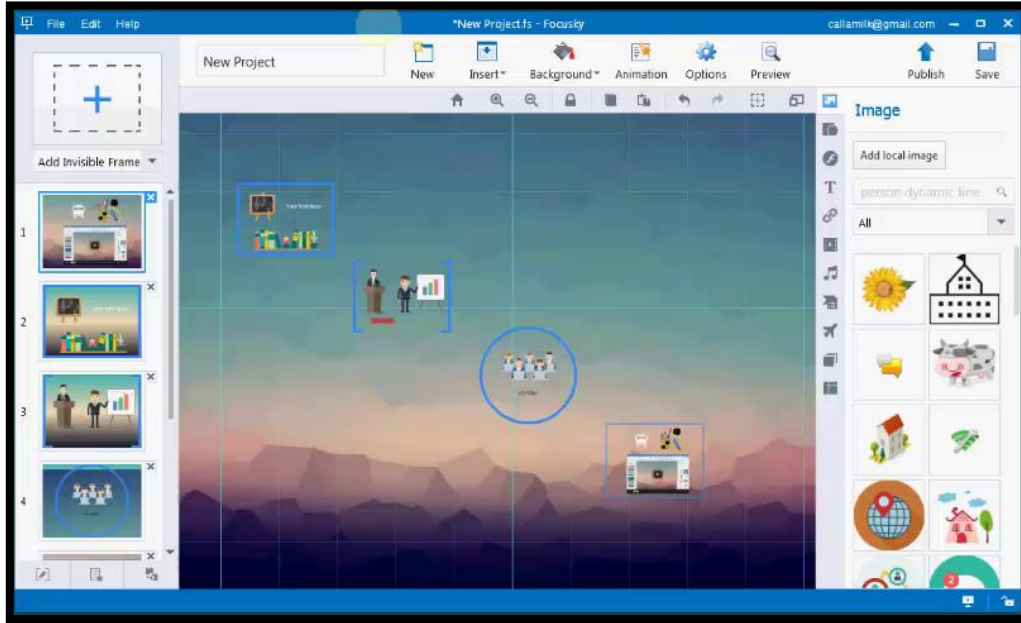 File Edit Help
*New Project.fs - Focusky
callamilk@gmail.com
New Project
New
Insert
Background
Animation
Options
Preview
Publish
Save
Add Invisible Frame
Image
Add local image
person dynamic line
All
1
2
3
4
T
2